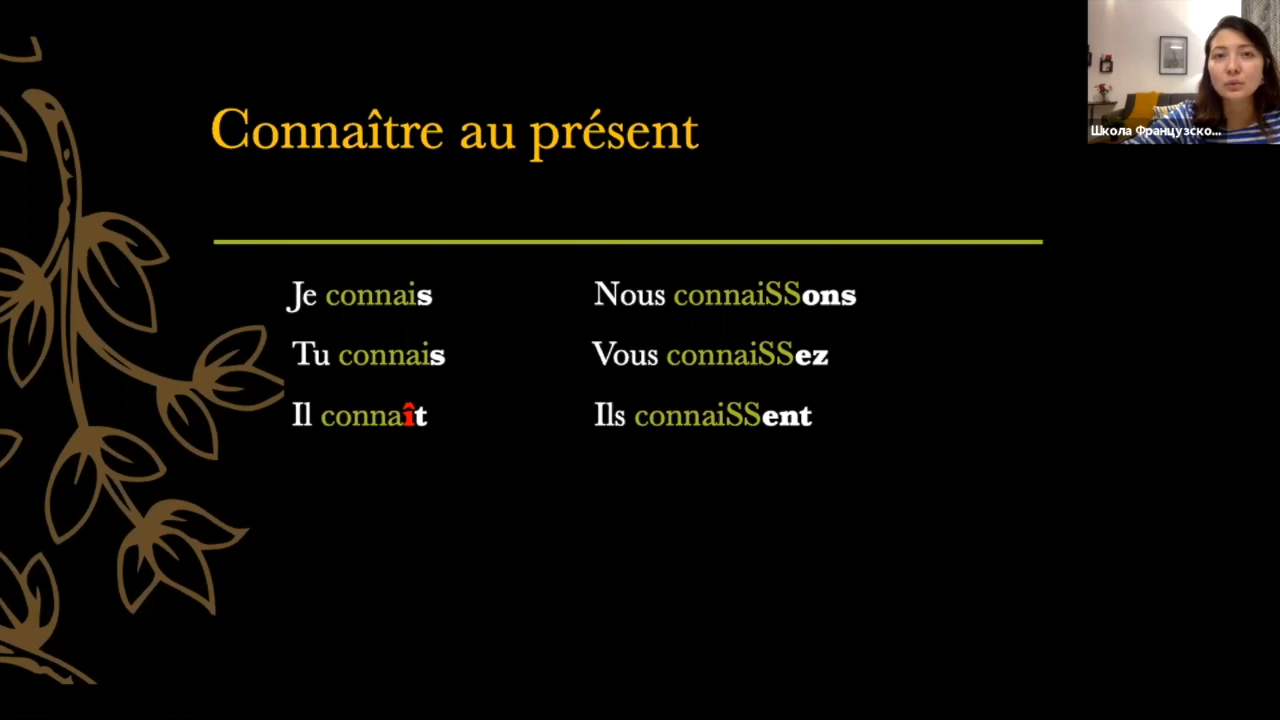 Connaître au présent
Je connais
Tu connais
Il connaît
Nous connaiSSons
Vous connaiSSez
Ils connaiSSent
Школа Французско...